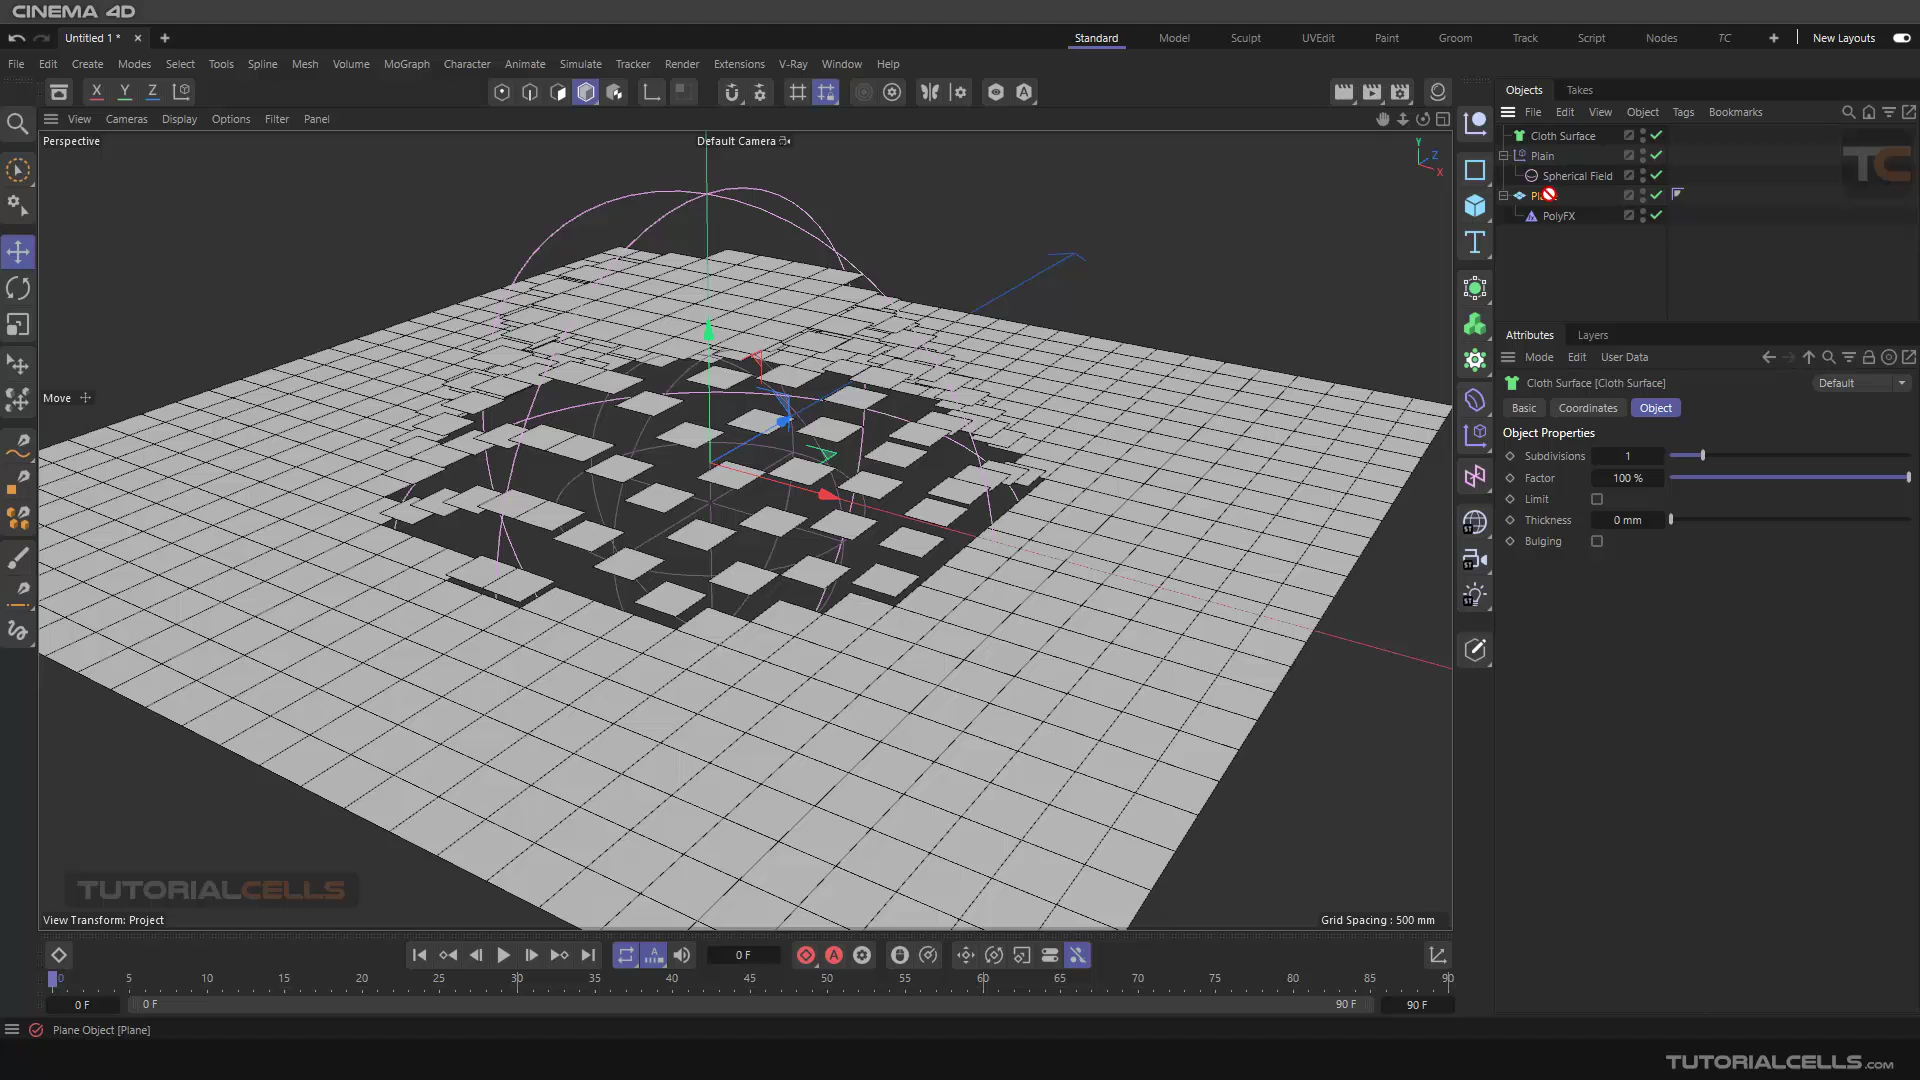 CINEMA 4D
Untitled 1 *
Standard
Model
Sculpt
UVEdit
Paint
Groom
Track
Script
Nodes
TC
New Layouts
File Edit Create Modes Select Tools Spline Mesh Volume MoGraph Character Animate Simulate Tracker Render Extensions V-Ray Window Help
X Y Z
Objects Takes
View Cameras Display Options Filter Panel
File Edit View Object Tags Bookmarks
Perspective
Default Camera
Y
Z
X
Cloth Surface
Plain
Spherical Field
PolyFX
TC
Attributes Layers
Mode Edit User Data
Cloth Surface [Cloth Surface]
Default
Move
Basic Coordinates Object
Object Properties
Subdivisions 1
Factor 100 %
Limit
Thickness 0 mm
Bulging
TUTORIALCELLS
View Transform: Project
Grid Spacing : 500 mm
0 F
0 5 10 15 20 25 30 35 40 45 50 55 60 65 70 75 80 85 90
0 F
0 F
90 F
90 F
Plane Object [Plane]
TUTORIALCELLS.com